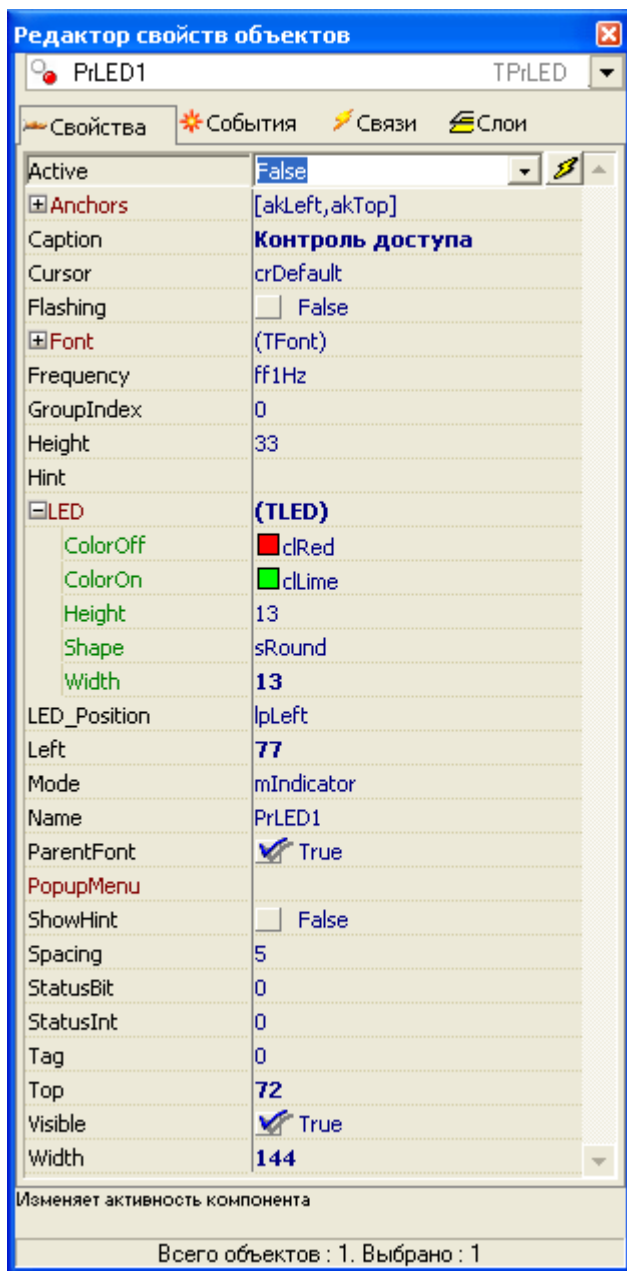 Редактор свойств объектов
PrLED1 TPrLED
Свойства События Связи Слои
Active False
Anchors [akLeft,akTop]
Caption Контроль доступа
Cursor crDefault
Flashing False
Font (TFont)
Frequency ff1Hz
GroupIndex 0
Height 33
Hint
LED (TLED)
ColorOff clRed
ColorOn clLime
Height 13
Shape sRound
Width 13
LED_Position lpLeft
Left 77
Mode mIndicator
Name PrLED1
ParentFont True
PopupMenu
ShowHint False
Spacing 5
StatusBit 0
StatusInt 0
Tag 0
Top 72
Visible True
Width 144
Изменяет активность компонента
Всего объектов : 1. Выбрано : 1